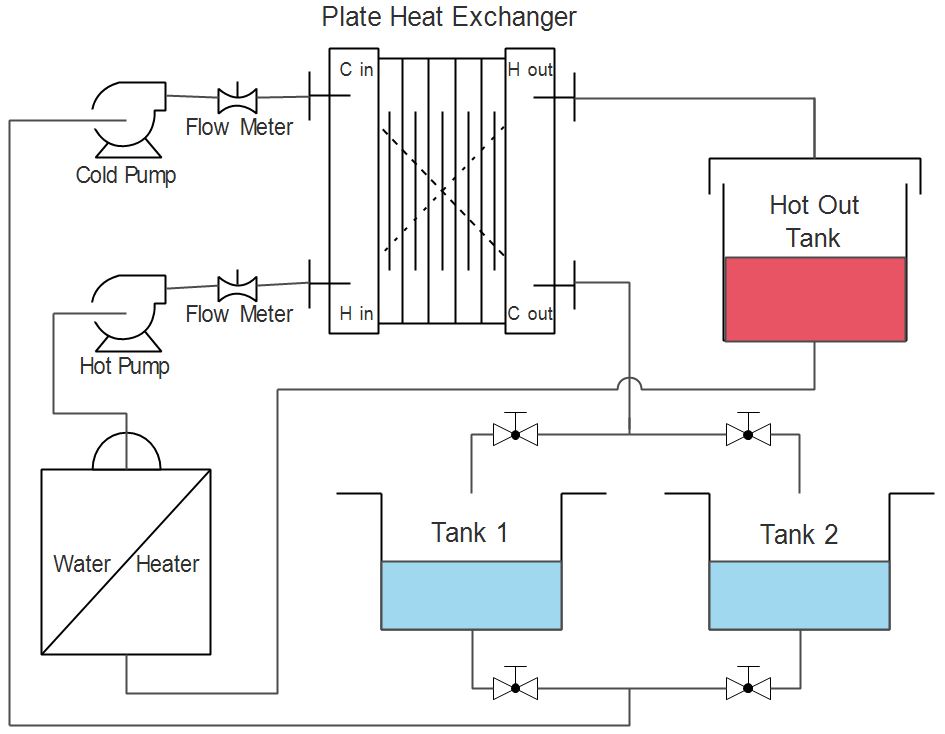 Plate Heat Exchanger
C in
H out
Flow Meter
Cold Pump
Hot Out
Tank
H in
C out
Flow Meter
Hot Pump
Tank 1
Tank 2
Water
Heater